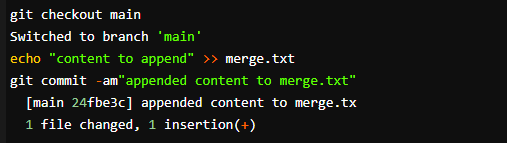 git checkout main
Switched to branch 'main'
echo "content to append" >> merge.txt
git commit -am"appended content to merge.txt"
[main 24fbe3c] appended content to merge.tx
1 file changed, 1 insertion(+)